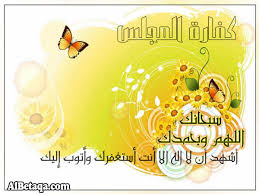 كفارة المجلس
سبحانك
اللهم وبحمدك
أشهد أن لا إله إلا أنت أستغفرك وأتوب إليك
AlBetaqa.com